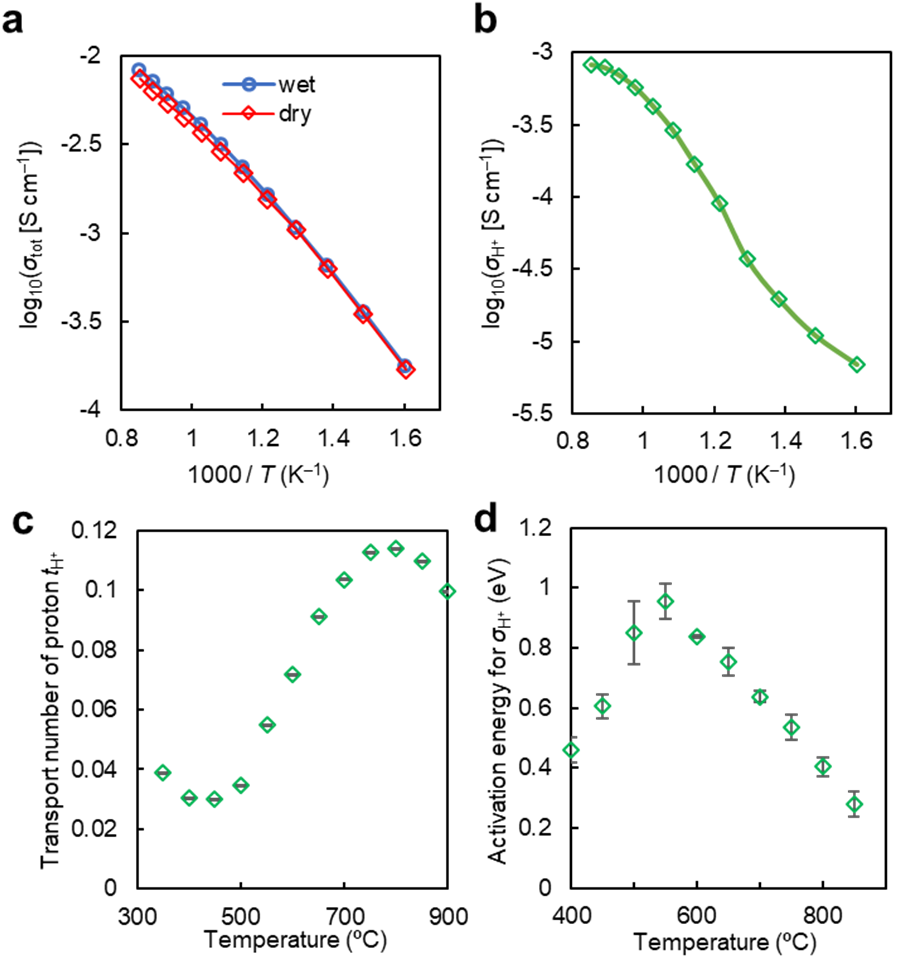 a
-2
-2.5
-3
-3.5
-4
wet
dry
0.8 1 1.2 1.4 1.6
log10(σtot [S cm–1])
1000 / T (K–1)
b
-3
-3.5
-4
-4.5
-5
-5.5
0.8 1 1.2 1.4 1.6
log10(σH+ [S cm–1])
1000 / T (K–1)
c
0.12
0.1
0.08
0.06
0.04
0.02
0
300 500 700 900
Transport number of proton tH+
Temperature (ºC)
d
1.2
1
0.8
0.6
0.4
0.2
0
400 600 800
Activation energy for σH+ (eV)
Temperature (ºC)